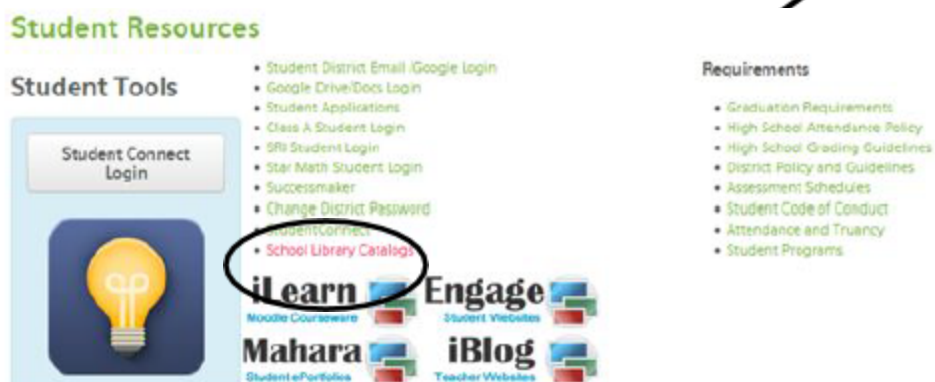 Student Resources
Student Tools
Student Connect
Login
• Student District Email /Google Login
• Google Drive/Docs Login
• Student Applications
• Class A Student Login
• SRI Student Login
• Star Math Student Login
• Successmaker
• Change District Password
• StudentConnect
• School Library Catalogs
iLearn
Moodle Courseware
Engage
Student Websites
Mahara
Student ePortfolios
iBlog
Teacher Websites
Requirements
• Graduation Requirements
• High School Attendance Policy
• High School Grading Guidelines
• District Policy and Guidelines
• Assessment Schedules
• Student Code of Conduct
• Attendance and Truancy
• Student Programs